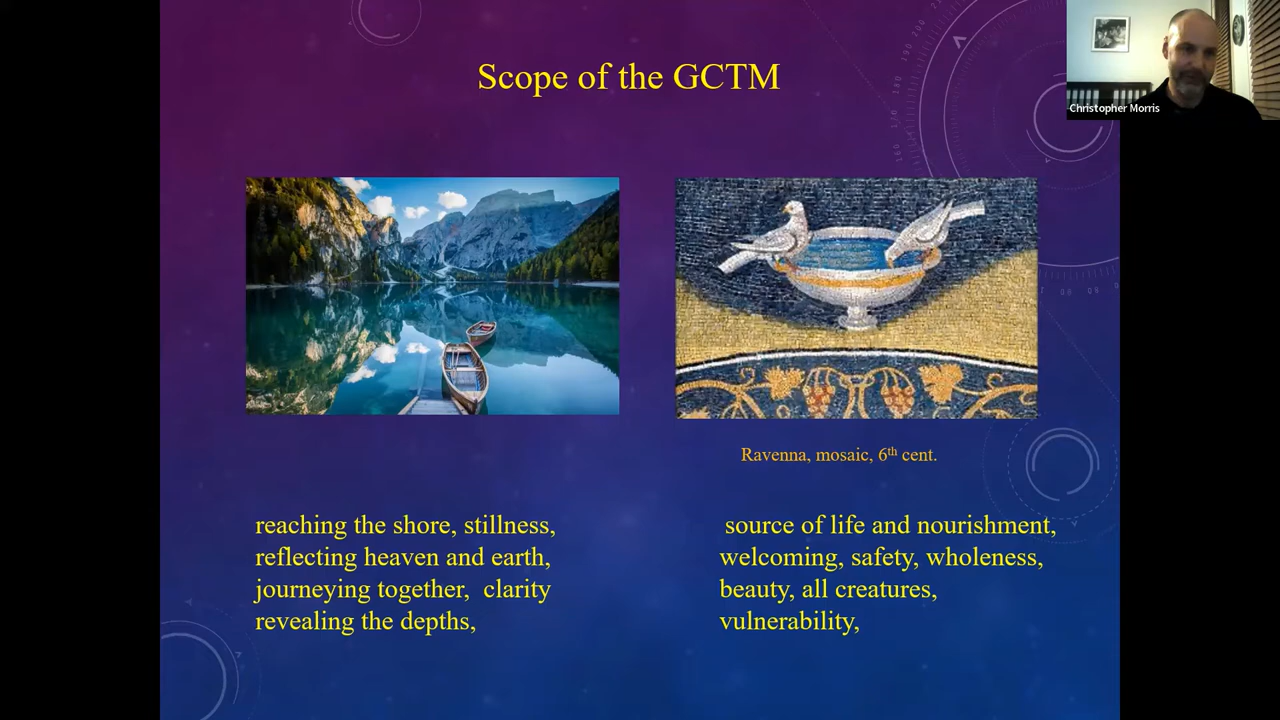 Scope of the GCTM
Christopher Morris
Ravenna, mosaic, 6th cent.
reaching the shore, stillness,
reflecting heaven and earth,
journeying together, clarity
revealing the depths,
source of life and nourishment,
welcoming, safety, wholeness,
beauty, all creatures,
vulnerability,